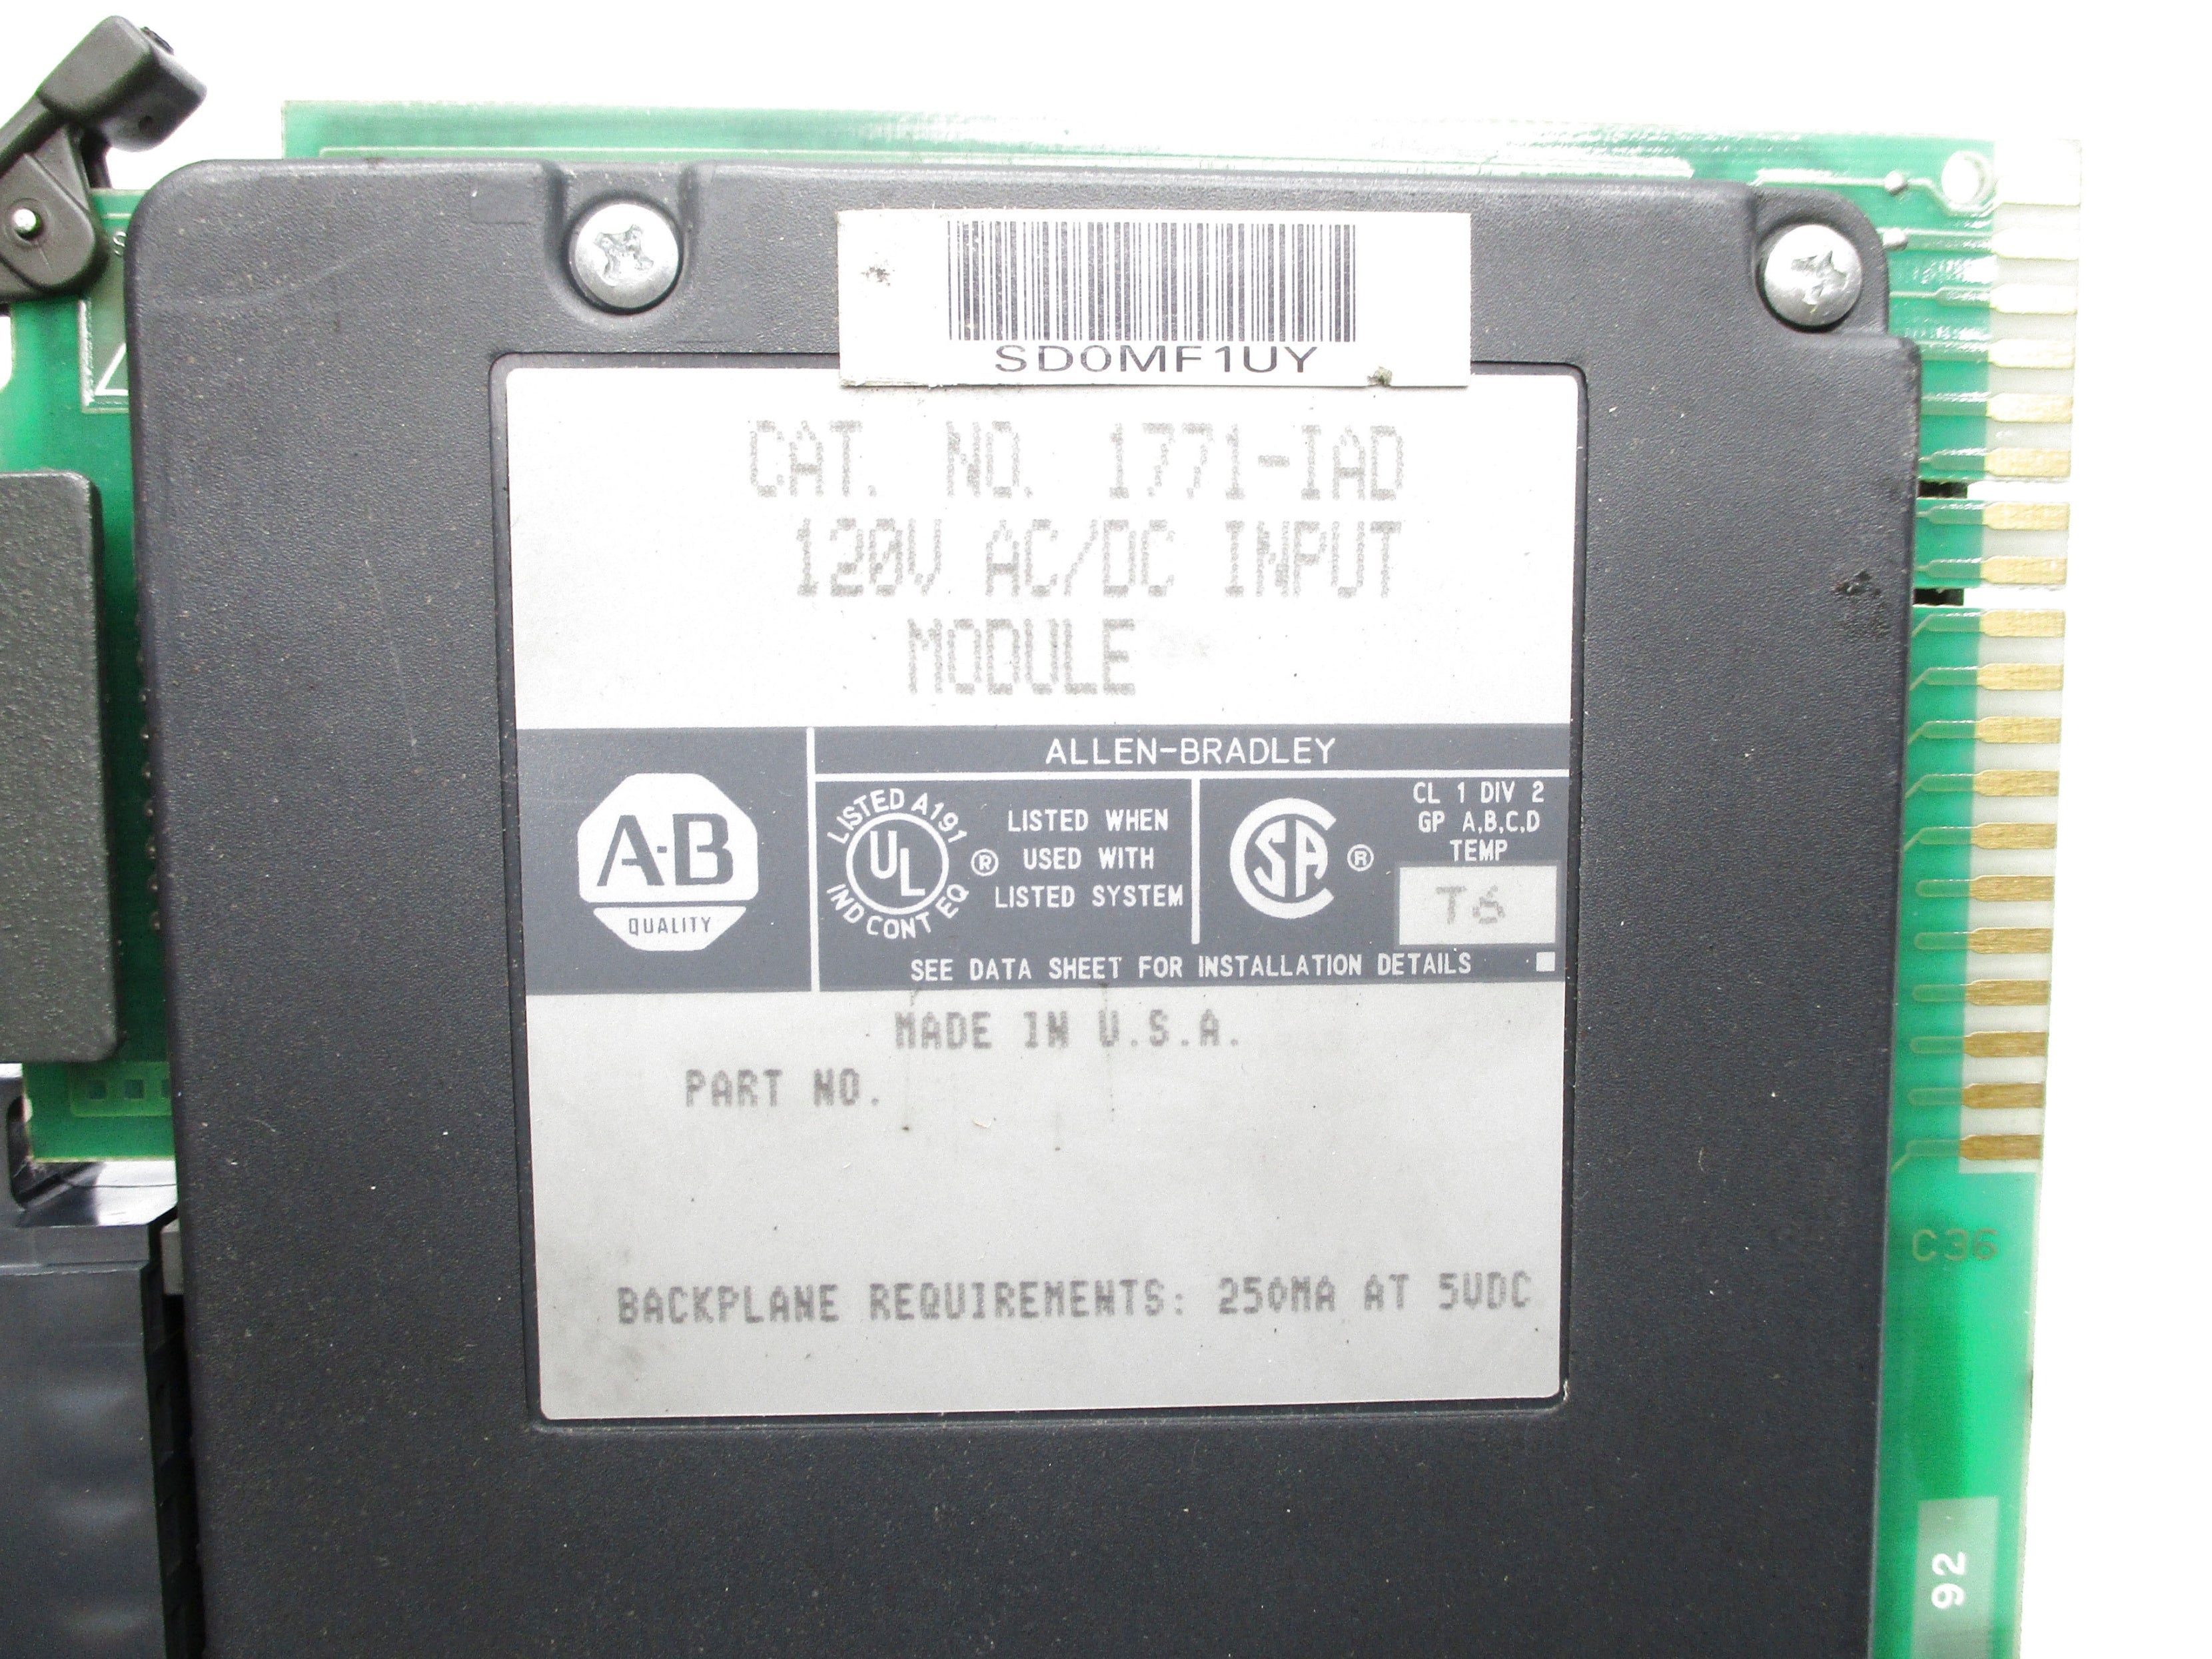 SD0MF1UY
CAT. NO. 1771-IAD
120V AC/DC INPUT
MODULE
ALLEN-BRADLEY
A-B
QUALITY
LISTED A191
UL
IND CONT EQ
®
LISTED WHEN
USED WITH
LISTED SYSTEM
SA
®
CL 1 DIV 2
GP A,B,C,D
TEMP
T6
SEE DATA SHEET FOR INSTALLATION DETAILS
MADE IN U.S.A.
PART NO.
BACKPLANE REQUIREMENTS: 250MA AT 5VDC
C36
92